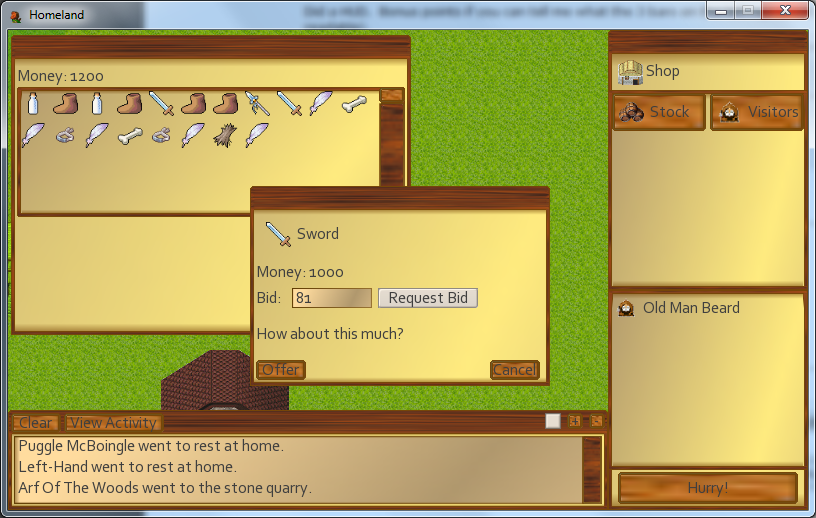 Homeland
Money: 1200
Shop
Stock
Visitors
Sword
Money: 1000
Bid: 81 Request Bid
How about this much?
Offer
Cancel
Old Man Beard
Clear
View Activity
Puggle McBoingle went to rest at home.
Left-Hand went to rest at home.
Arf Of The Woods went to the stone quarry.
Hurry!